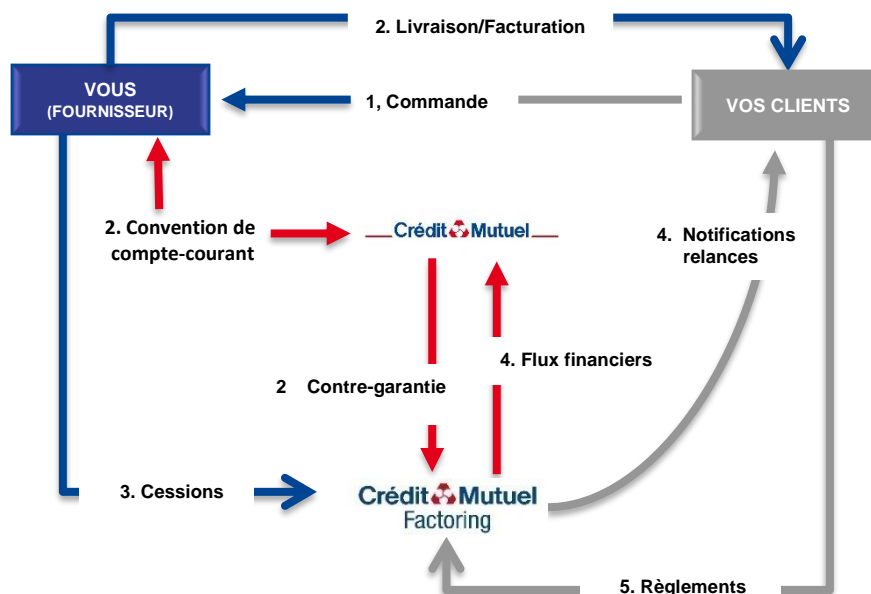 2. Livraison/Facturation
VOUS
(FOURNISSEUR)
1, Commande
VOS CLIENTS
2. Convention de
compte-courant
Crédit Mutuel
4. Notifications
relances
4. Flux financiers
2 Contre-garantie
3. Cessions
Crédit Mutuel
Factoring
5. Règlements